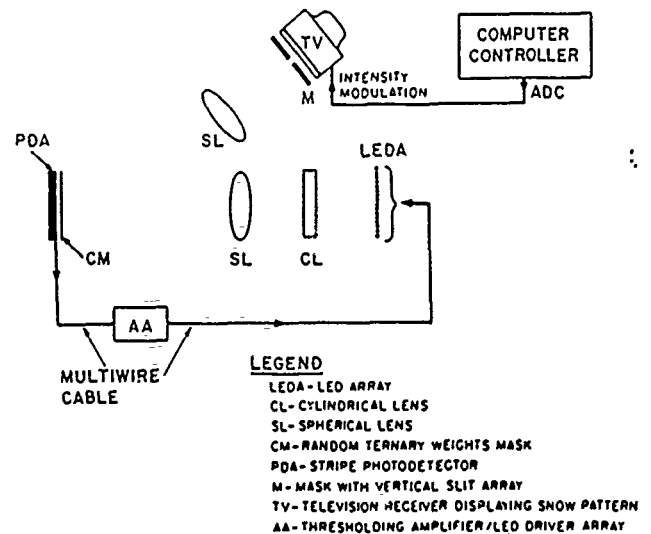 TV
COMPUTER
CONTROLLER
INTENSITY
MODULATION
M
ADC
SL
PDA
LEDA
CM
SL
CL
AA
MULTIWIRE
CABLE
LEGEND
LEDA-LED ARRAY
CL-CYLINDRICAL LENS
SL-SPHERICAL LENS
CM-RANDOM TERNARY WEIGHTS MASK
PDA-STRIPE PHOTODETECTOR
M-MASK WITH VERTICAL SLIT ARRAY
TV-TELEVISION RECEIVER DISPLAYING SNOW PATTERN
AA-THRESHOLDING AMPLIFIER/LED DRIVER ARRAY